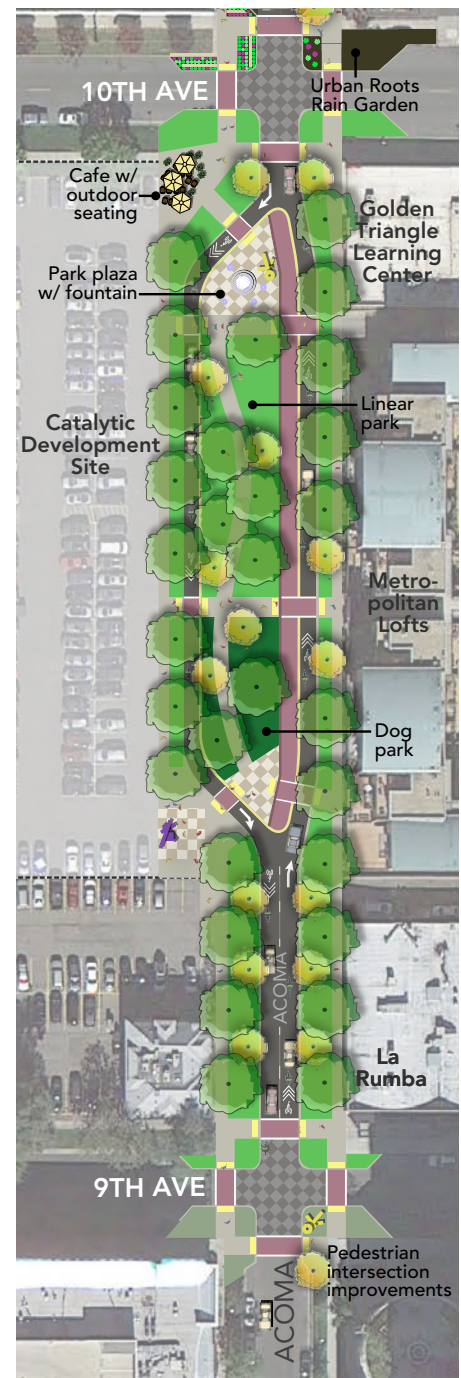 10TH AVE
Urban Roots
Rain Garden
Cafe w/
outdoor
seating
Golden
Triangle
Learning
Center
Park plaza
w/ fountain
Linear
park
Catalytic
Development
Site
Metro-
politan
Lofts
Dog
park
ACOMA
La
Rumba
9TH AVE
Pedestrian
intersection
improvements
ACOMA